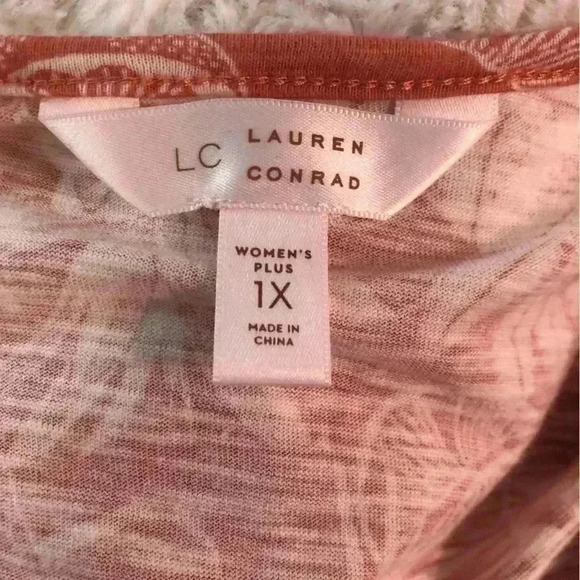 LC LAUREN
CONRAD
WOMEN'S
PLUS
1X
MADE IN
CHINA